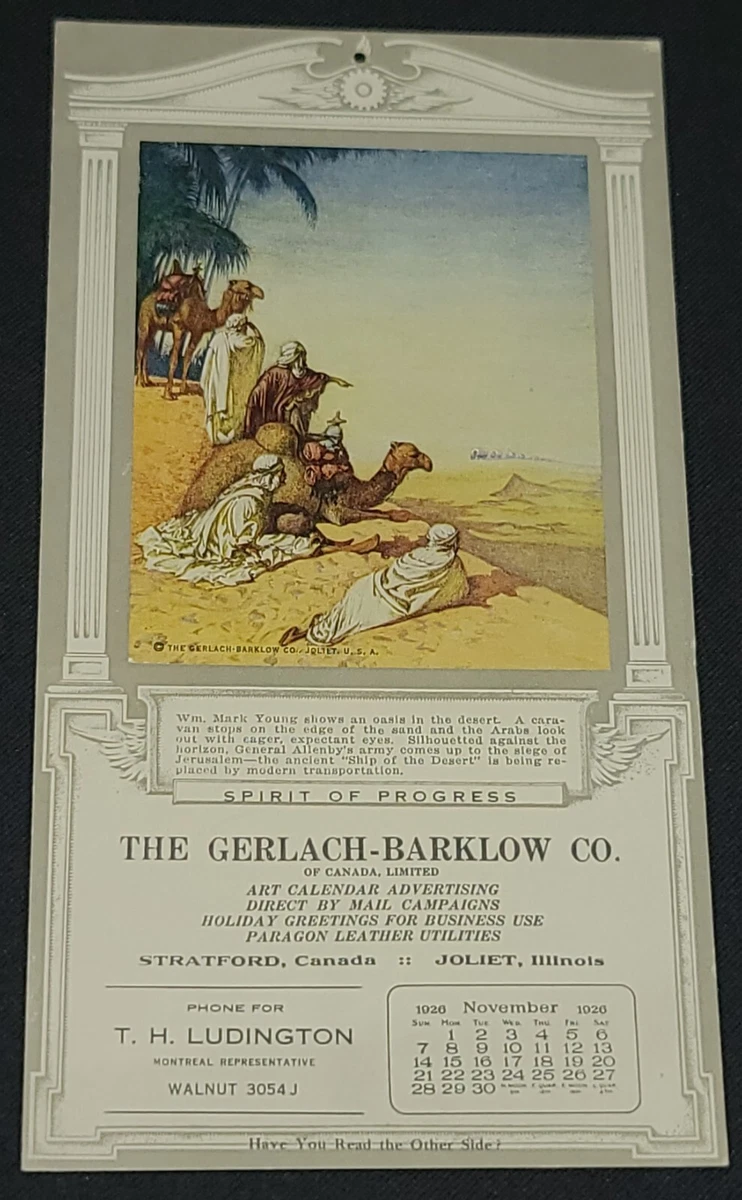 © THE GERLACH-BARKLOW CO., JOLIET, U. S. A.
Wm. Mark Young shows an oasis in the desert. A cara-
van stops on the edge of the sand and the Arabs look
out with eager, expectant eyes. Silhouetted against the
horizon, General Allenby's army comes up to the siege of
Jerusalem—the ancient "Ship of the Desert" is being re-
placed by modern transportation.
SPIRIT OF PROGRESS
THE GERLACH-BARKLOW CO.
OF CANADA, LIMITED
ART CALENDAR ADVERTISING
DIRECT BY MAIL CAMPAIGNS
HOLIDAY GREETINGS FOR BUSINESS USE
PARAGON LEATHER UTILITIES
STRATFORD, Canada :: JOLIET, Illinois
PHONE FOR
T. H. LUDINGTON
MONTREAL REPRESENTATIVE
WALNUT 3054 J
1926 November 1926
SUN. MON. TUE. WED. THU. FRI. SAT.
1 2 3 4 5 6
7 8 9 10 11 12 13
14 15 16 17 18 19 20
21 22 23 24 25 26 27
28 29 30
Have You Read the Other Side?